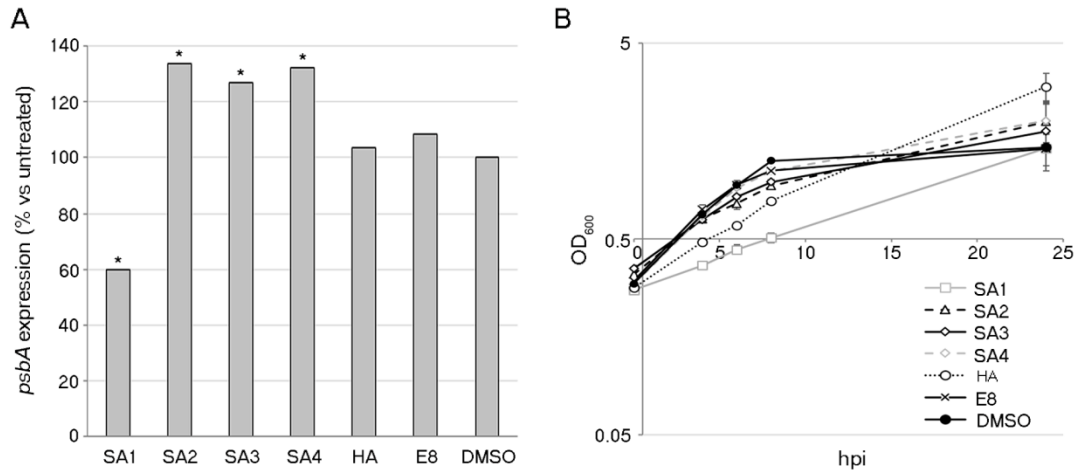 A
psbA expression (% vs untreated)
140
120
100
80
60
40
20
0
*
*
*
*
SA1 SA2 SA3 SA4 HA E8 DMSO
B
OD600
5
0.5
0.05
0 5 10 15 20 25
SA1
SA2
SA3
SA4
HA
E8
DMSO
hpi